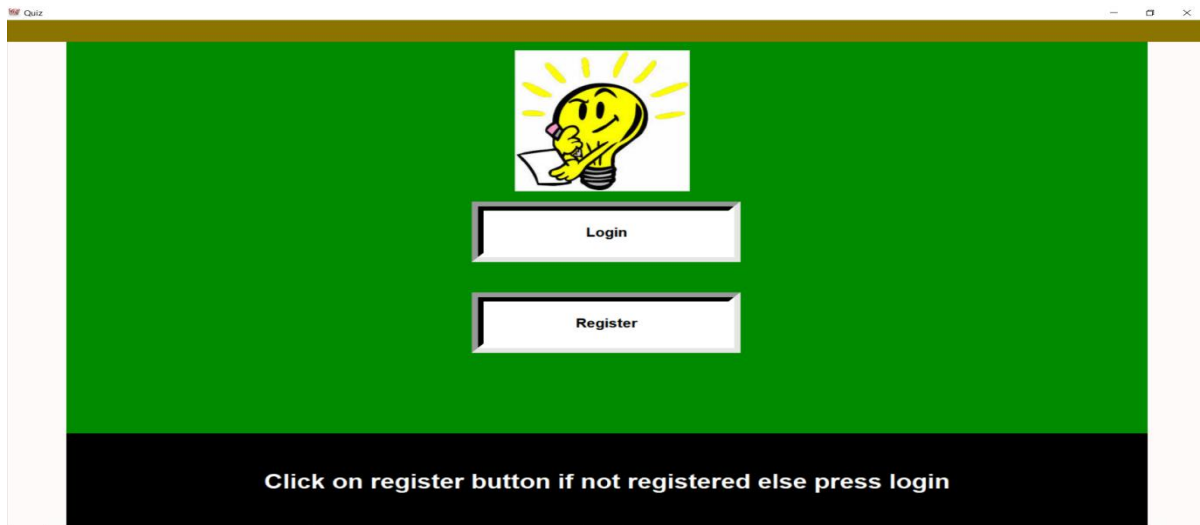 Quiz
Login
Register
Click on register button if not registered else press login